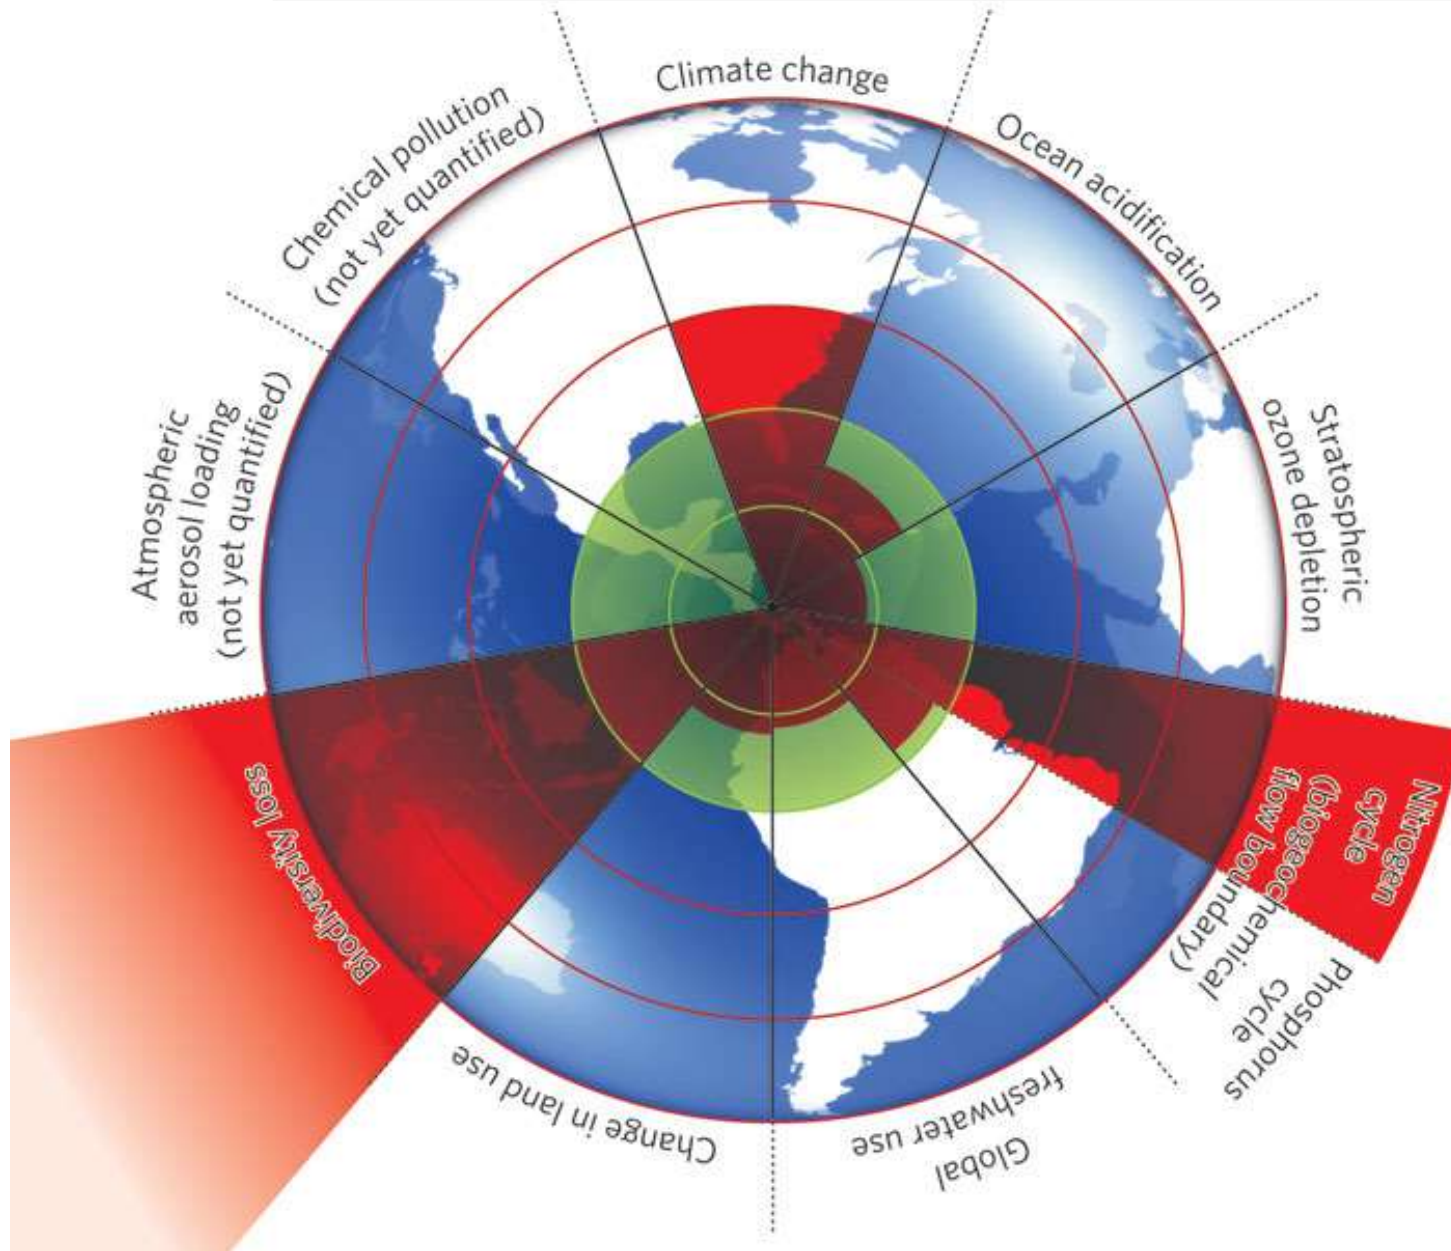 Climate change
Ocean acidification
Stratospheric
ozone depletion
Nitrogen
cycle
(biogeochemical
flow boundary)
Phosphorus
cycle
Global
freshwater use
Change in land use
Biodiversity loss
Atmospheric
aerosol loading
(not yet quantified)
Chemical pollution
(not yet quantified)